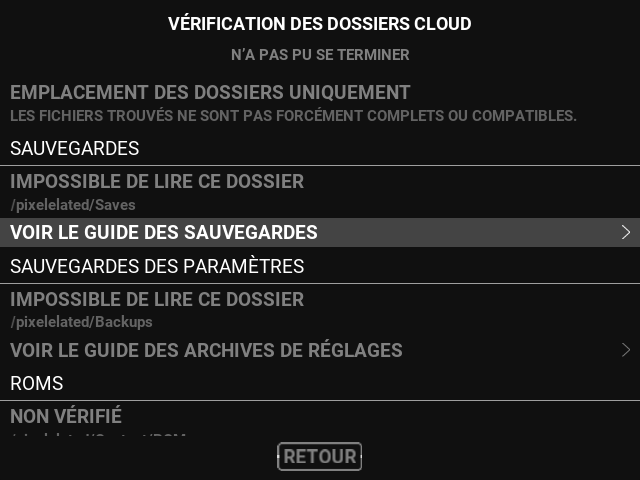 VÉRIFICATION DES DOSSIERS CLOUD
N’A PAS PU SE TERMINER
EMPLACEMENT DES DOSSIERS UNIQUEMENT
LES FICHIERS TROUVÉS NE SONT PAS FORCÉMENT COMPLETS OU COMPATIBLES.
SAUVEGARDES
IMPOSSIBLE DE LIRE CE DOSSIER
/pixelelated/Saves
VOIR LE GUIDE DES SAUVEGARDES
SAUVEGARDES DES PARAMÈTRES
IMPOSSIBLE DE LIRE CE DOSSIER
/pixelelated/Backups
VOIR LE GUIDE DES ARCHIVES DE RÉGLAGES
ROMS
NON VÉRIFIÉ
RETOUR